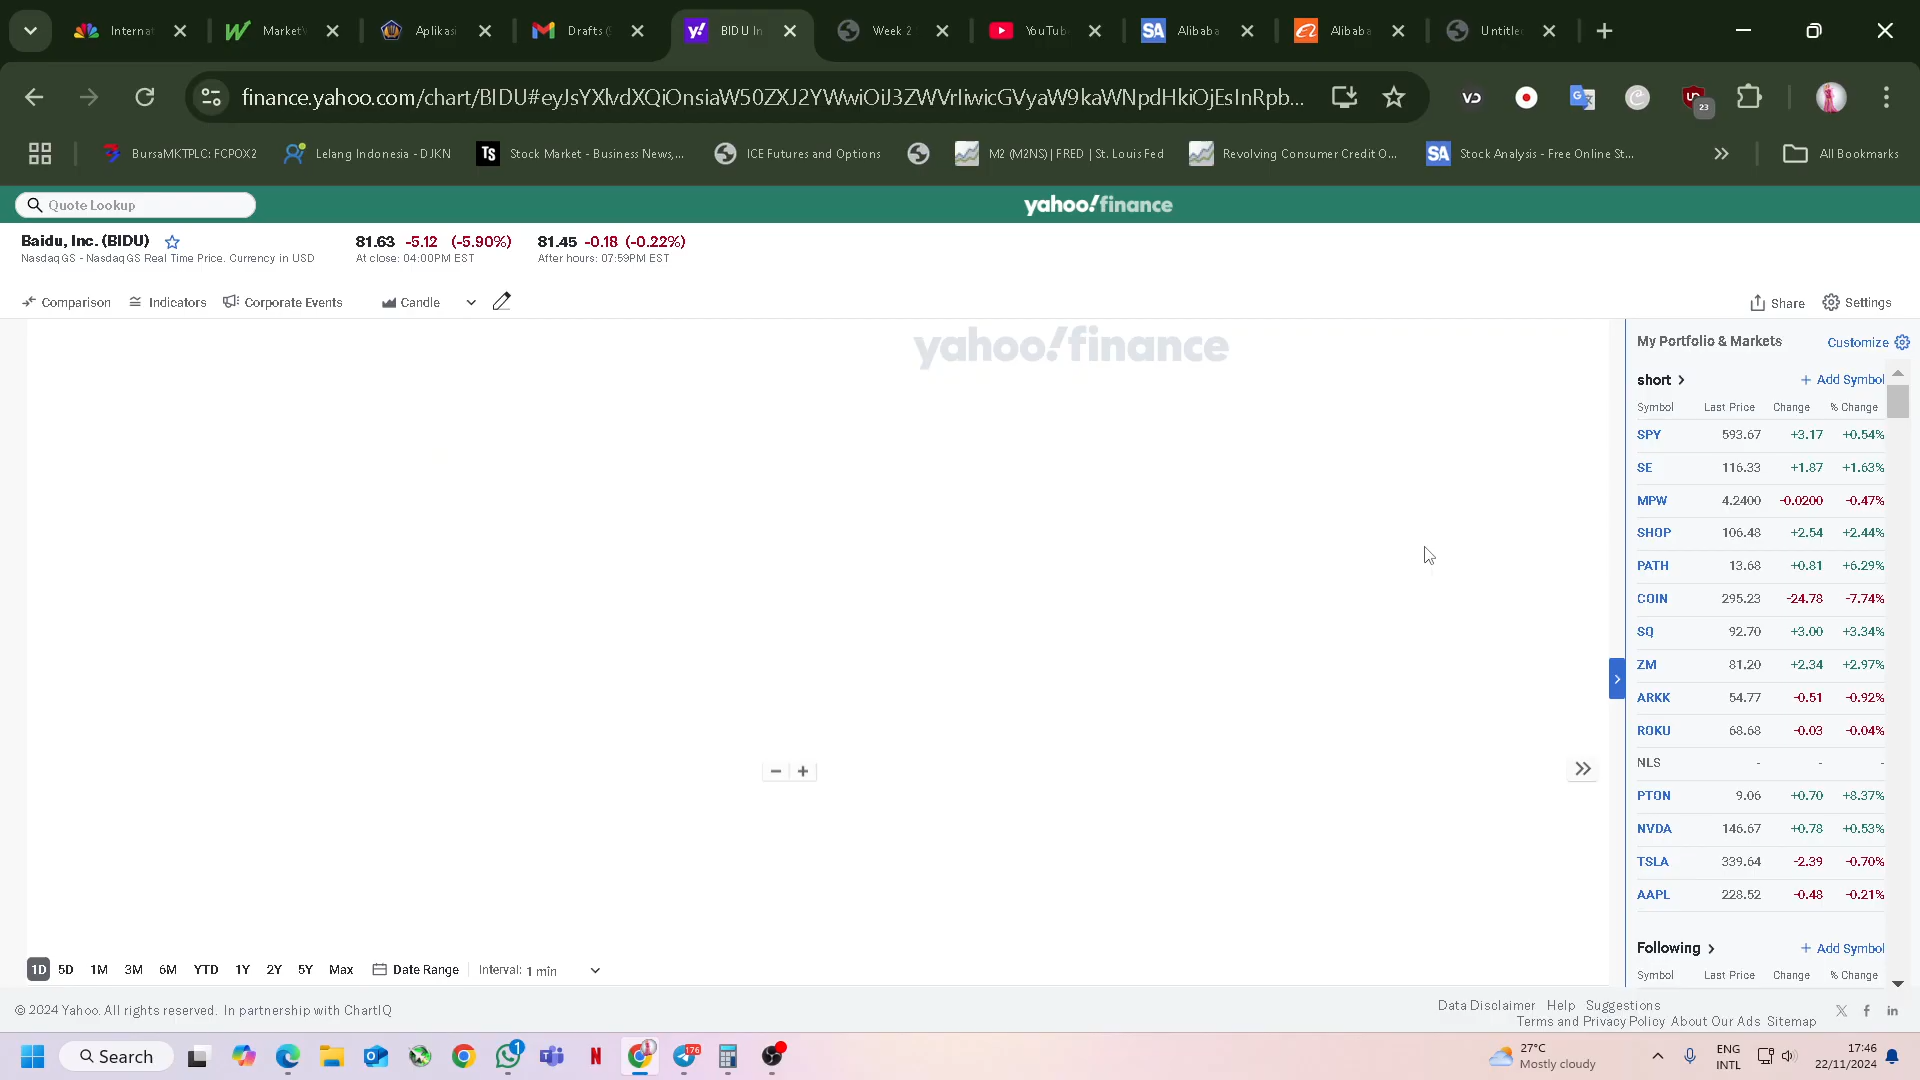 Interna
MarketW
Aplikasi
Drafts (
BIDU In
Week 2
YouTub
Alibaba
Alibaba
Untitle
finance.yahoo.com/chart/BIDU#eyJsYXlvdXQiOnsiaW50ZXJ2YWwiOiJ3ZWVrIiwicGVyaW9kaWNpdHkiOjEsInRpb...
23
BursaMKTPLC: FCPOX2
Lelang Indonesia - DJKN
Stock Market - Business News,...
ICE Futures and Options
M2 (M2NS) | FRED | St. Louis Fed
Revolving Consumer Credit O...
Stock Analysis - Free Online St...
All Bookmarks
Quote Lookup
yahoo!finance
Baidu, Inc. (BIDU)
81.63 -5.12 (-5.90%)
81.45 -0.18 (-0.22%)
NasdaqGS - NasdaqGS Real Time Price. Currency in USD
At close: 04:00PM EST
After hours: 07:59PM EST
Comparison
Indicators
Corporate Events
Candle
Share
Settings
yahoo!finance
My Portfolio & Markets
Customize
short
+ Add Symbol
Symbol Last Price Change % Change
SPY 593.67 +3.17 +0.54%
SE 116.33 +1.87 +1.63%
MPW 4.2400 -0.0200 -0.47%
SHOP 106.48 +2.54 +2.44%
PATH 13.68 +0.81 +6.29%
COIN 295.23 -24.78 -7.74%
SQ 92.70 +3.00 +3.34%
ZM 81.20 +2.34 +2.97%
ARKK 54.77 -0.51 -0.92%
ROKU 68.68 -0.03 -0.04%
NLS - - -
PTON 9.06 +0.70 +8.37%
NVDA 146.67 +0.78 +0.53%
TSLA 339.64 -2.39 -0.70%
AAPL 228.52 -0.48 -0.21%
Following
+ Add Symbol
Symbol Last Price Change % Change
1D 5D 1M 3M 6M YTD 1Y 2Y 5Y Max Date Range Interval: 1 min
© 2024 Yahoo. All rights reserved. In partnership with ChartIQ
Data Disclaimer Help Suggestions
Terms and Privacy Policy About Our Ads Sitemap
Search
1
176
27°C
Mostly cloudy
ENG
INTL
17:46
22/11/2024